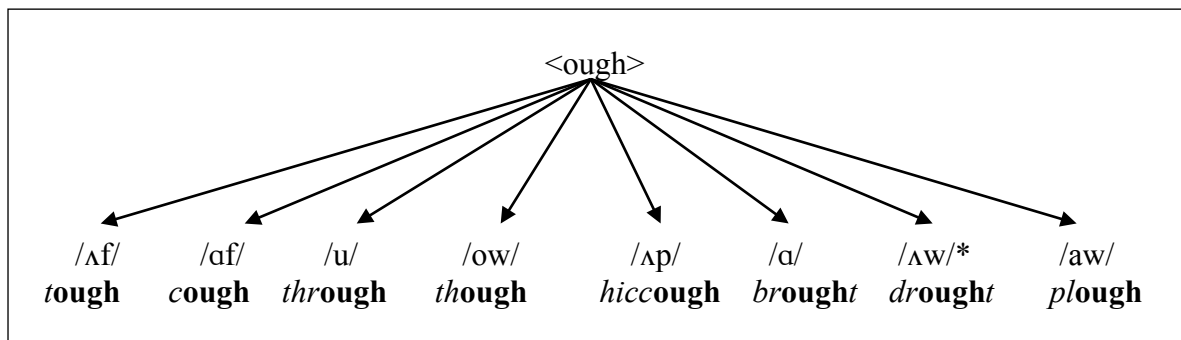 <ough>
/ʌf/ /ɑf/ /u/ /ow/ /ʌp/ /ɑ/ /ʌw/* /aw/
tough cough through though hiccough brought drought plough